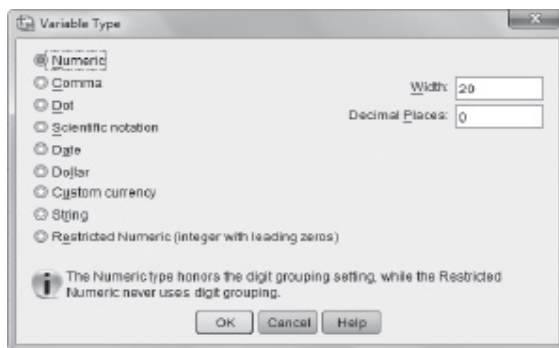 Variable Type
Numeric
Comma
Width: 20
Dot
Decimal Places: 0
Scientific notation
Date
Dollar
Custom currency
String
Restricted Numeric (integer with leading zeros)
The Numeric type honors the digit grouping setting, while the Restricted
Numeric never uses digit grouping.
OK Cancel Help